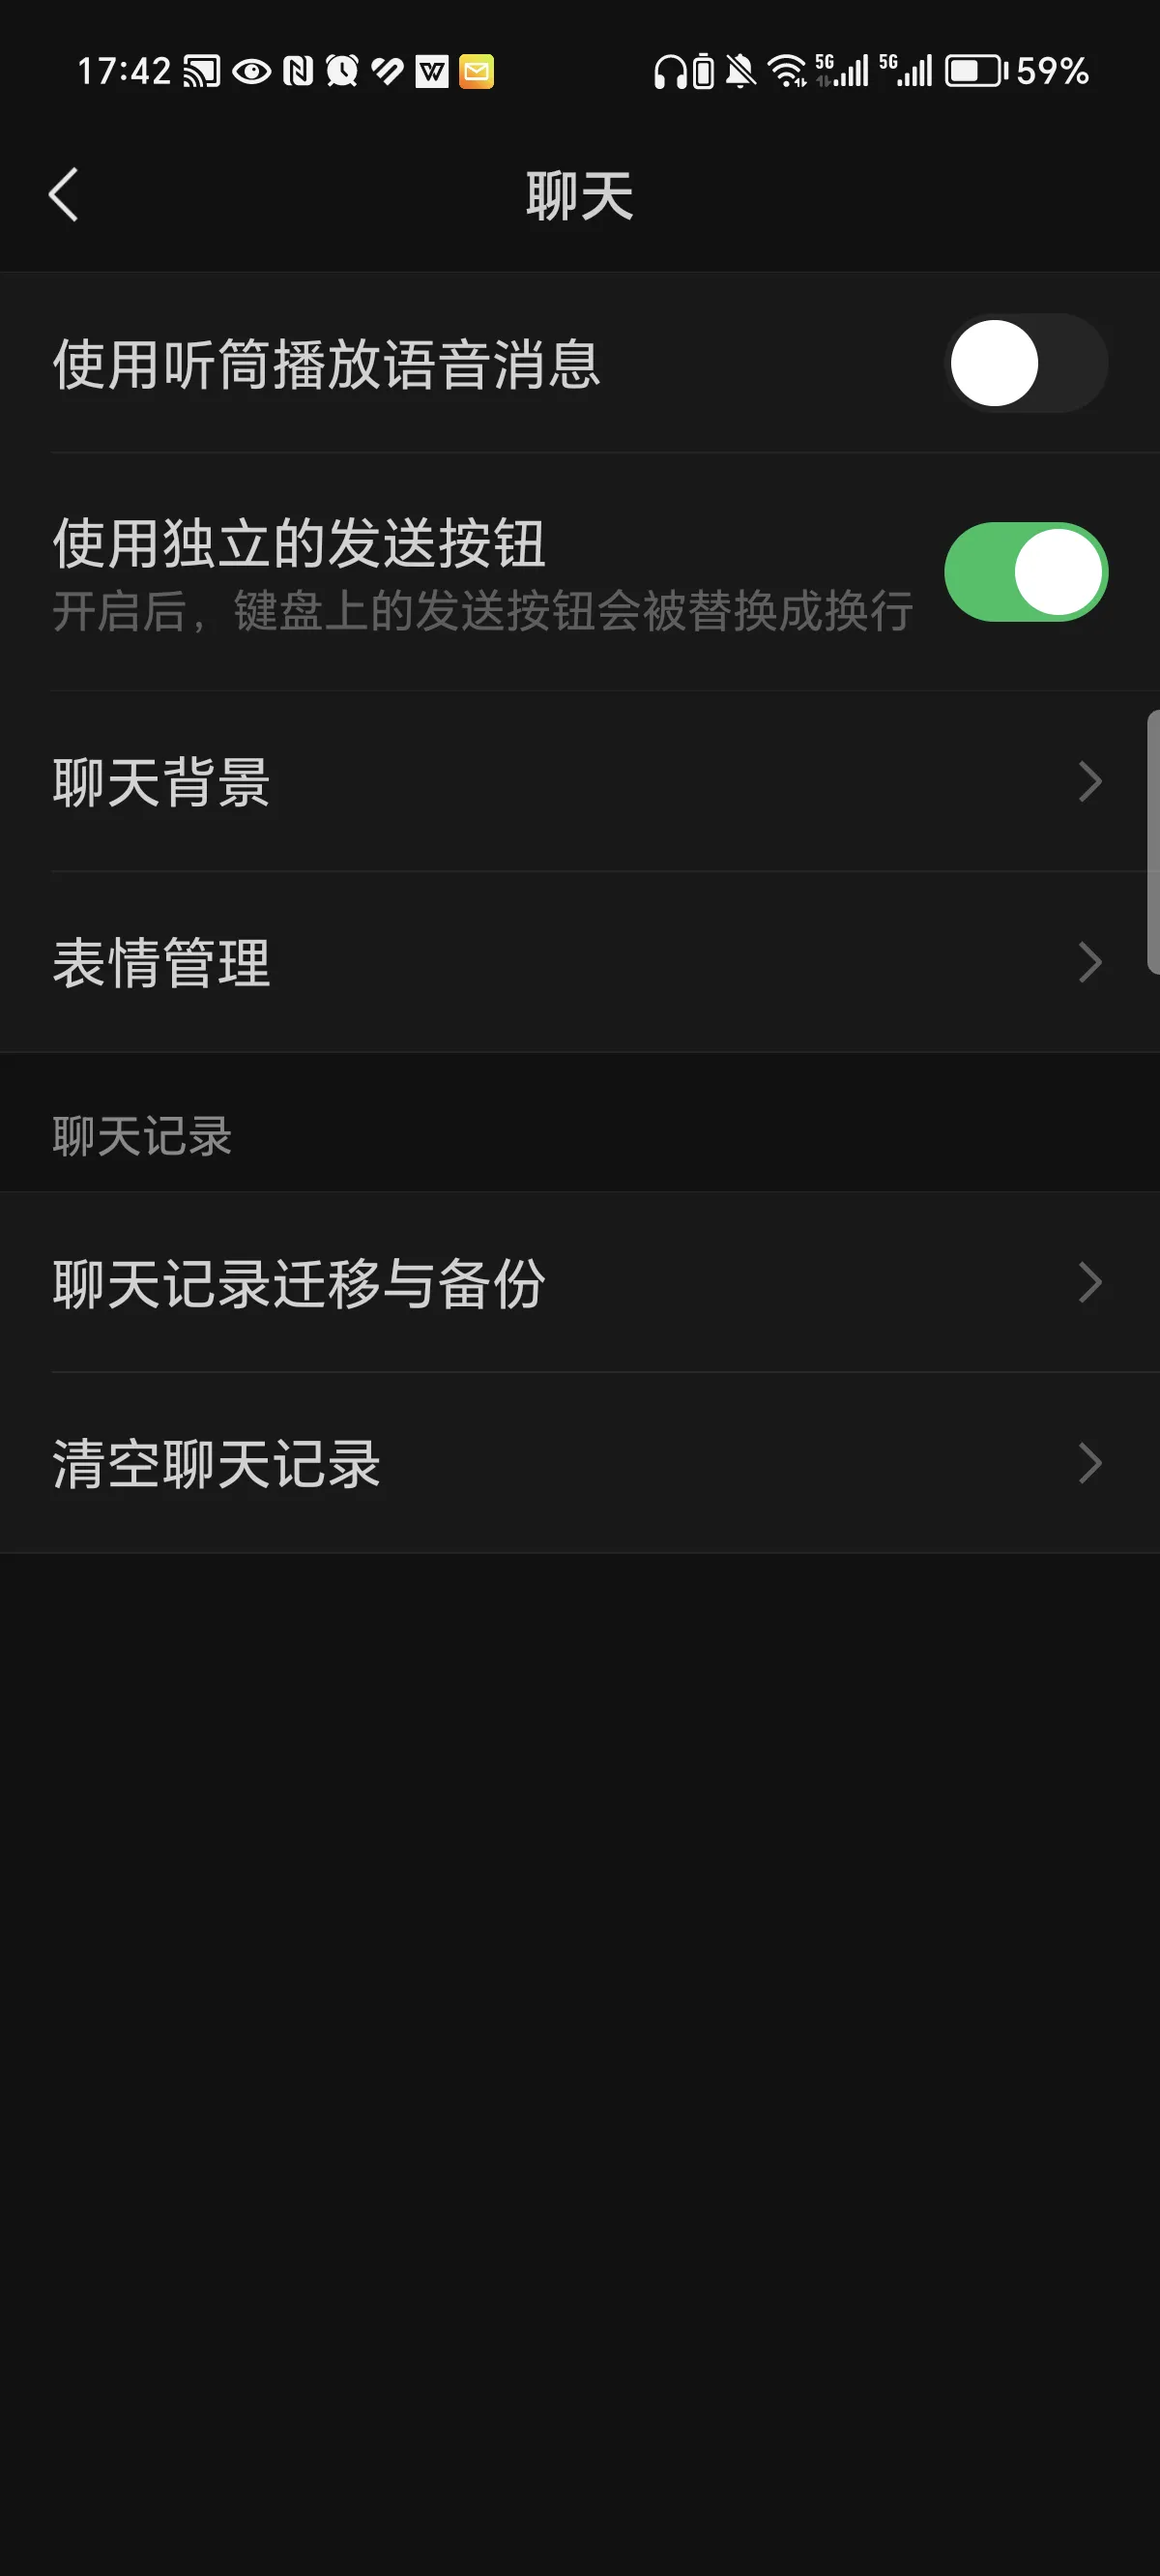 17:42 5G 5G 59%
聊天
使用听筒播放语音消息
使用独立的发送按钮
开启后，键盘上的发送按钮会被替换成换行
聊天背景
表情管理
聊天记录
聊天记录迁移与备份
清空聊天记录